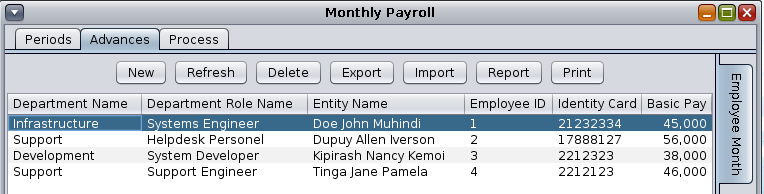 Monthly Payroll
Periods Advances Process
New Refresh Delete Export Import Report Print
Department Name Department Role Name Entity Name Employee ID Identity Card Basic Pay
Infrastructure Systems Engineer Doe John Muhindi 1 21232334 45,000
Support Helpdesk Personel Dupuy Allen Iverson 2 17888127 56,000
Development System Developer Kipirash Nancy Kemoi 3 2212323 38,000
Support Support Engineer Tinga Jane Pamela 4 2212123 46,000
Employee Month